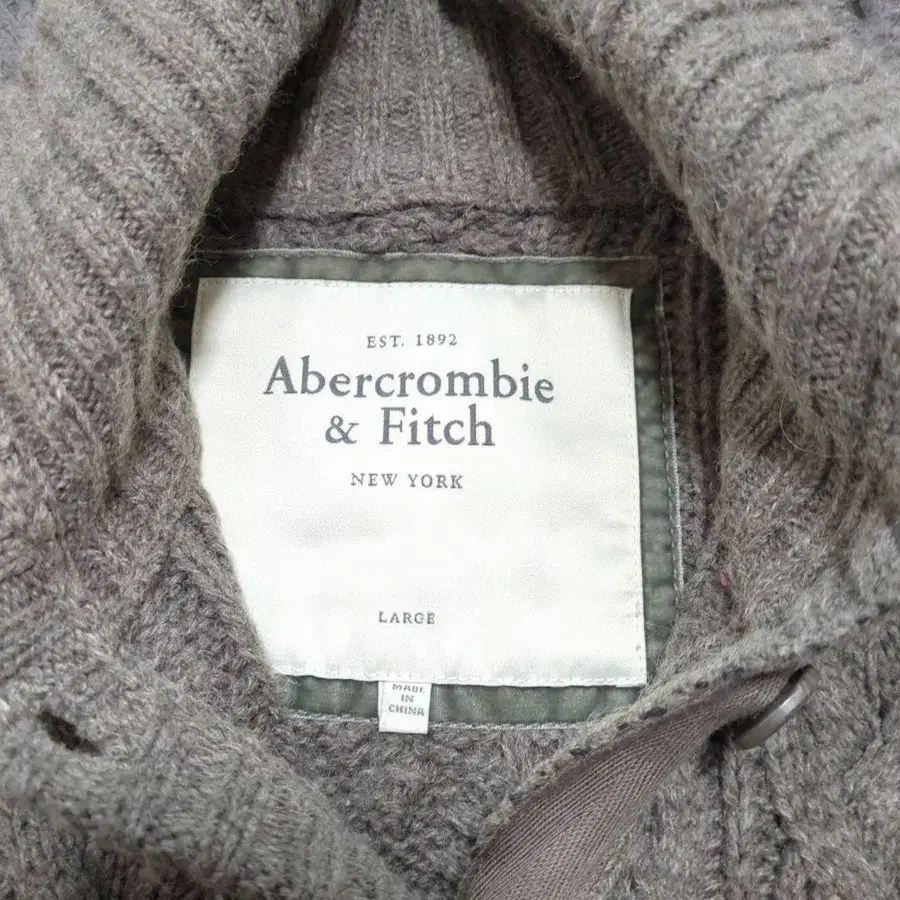 EST. 1892
Abercrombie
& Fitch
NEW YORK
LARGE
MADE
IN
CHINA